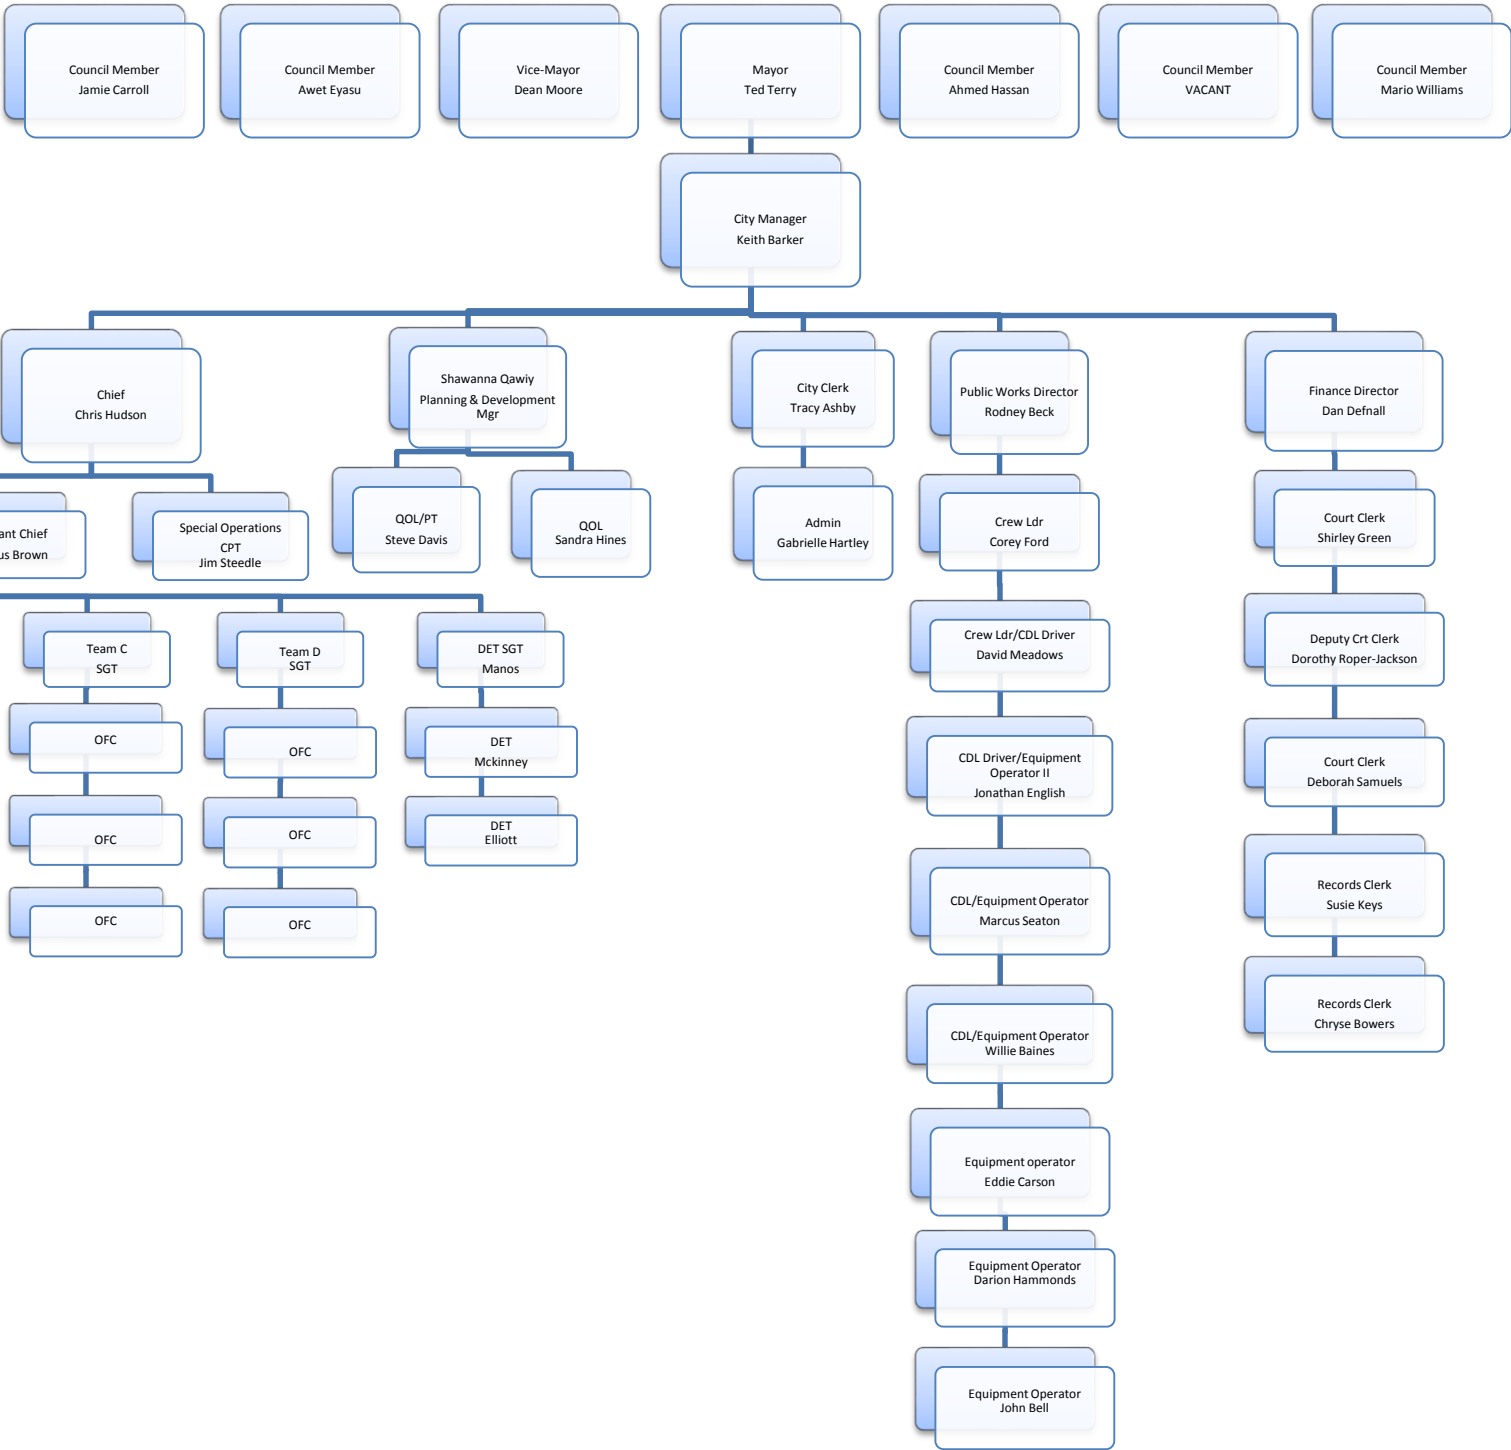 Council Member
Jamie Carroll
Council Member
Awet Eyasu
Vice-Mayor
Dean Moore
Mayor
Ted Terry
Council Member
Ahmed Hassan
Council Member
VACANT
Council Member
Mario Williams
City Manager
Keith Barker
Chief
Chris Hudson
Shawanna Qawiy
Planning & Development
Mgr
City Clerk
Tracy Ashby
Public Works Director
Rodney Beck
Finance Director
Dan Defnall
ant Chief
us Brown
Special Operations
CPT
Jim Steedle
QOL/PT
Steve Davis
QOL
Sandra Hines
Admin
Gabrielle Hartley
Crew Ldr
Corey Ford
Court Clerk
Shirley Green
Team C
SGT
Team D
SGT
DET SGT
Manos
Crew Ldr/CDL Driver
David Meadows
Deputy Crt Clerk
Dorothy Roper-Jackson
OFC
OFC
DET
Mckinney
CDL Driver/Equipment
Operator II
Jonathan English
Court Clerk
Deborah Samuels
OFC
OFC
DET
Elliott
CDL/Equipment Operator
Marcus Seaton
Records Clerk
Susie Keys
OFC
OFC
CDL/Equipment Operator
Willie Baines
Records Clerk
Chryse Bowers
Equipment operator
Eddie Carson
Equipment Operator
Darion Hammonds
Equipment Operator
John Bell